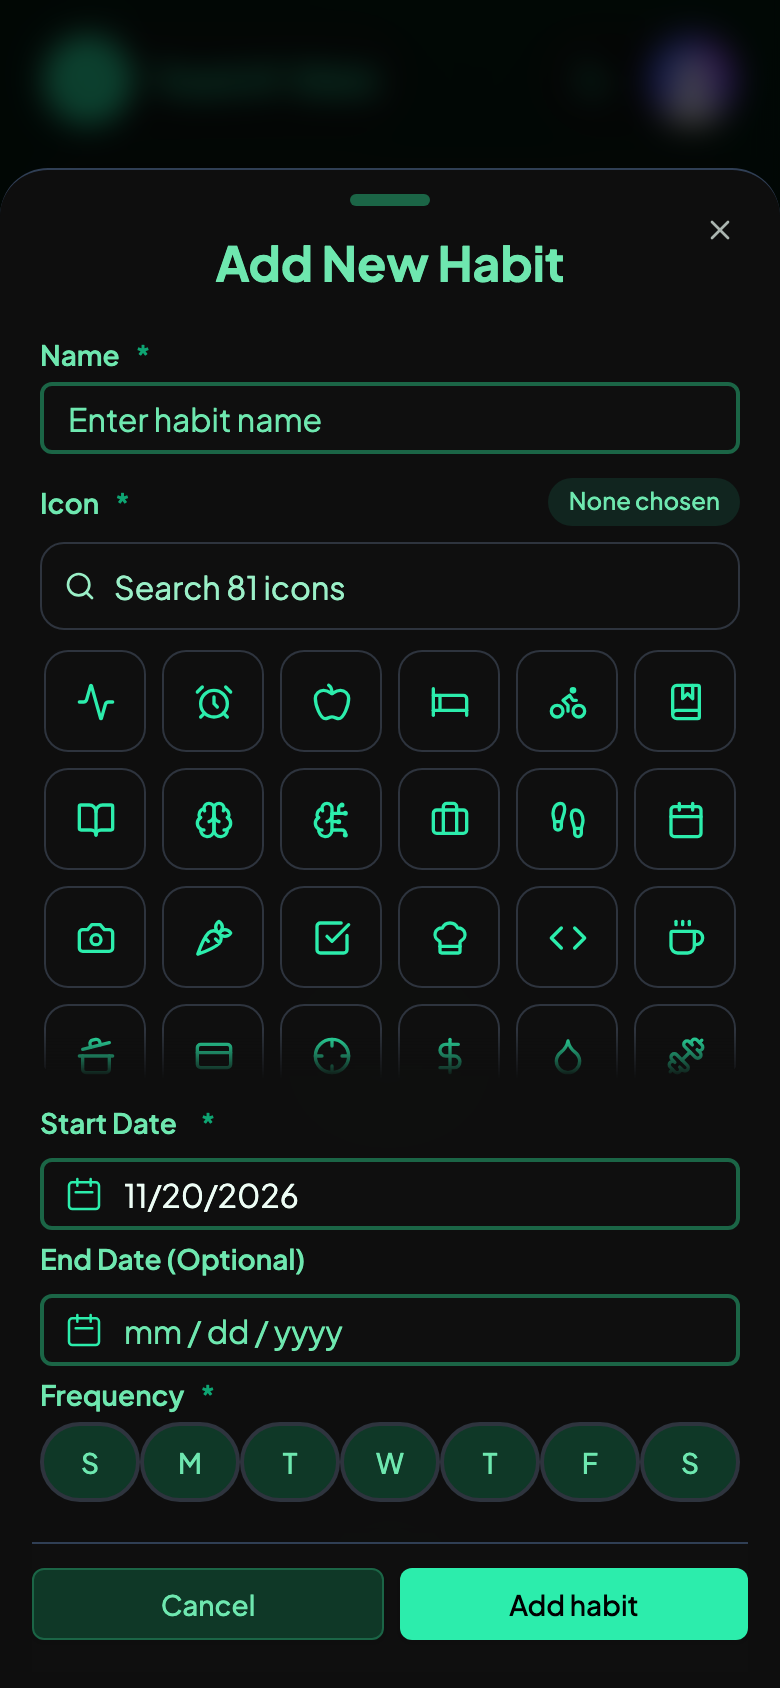 Add New Habit
Name *
Enter habit name
Icon *
None chosen
Search 81 icons
Start Date *
11/20/2026
End Date (Optional)
mm / dd / yyyy
Frequency *
S M T W T F S
Cancel
Add habit